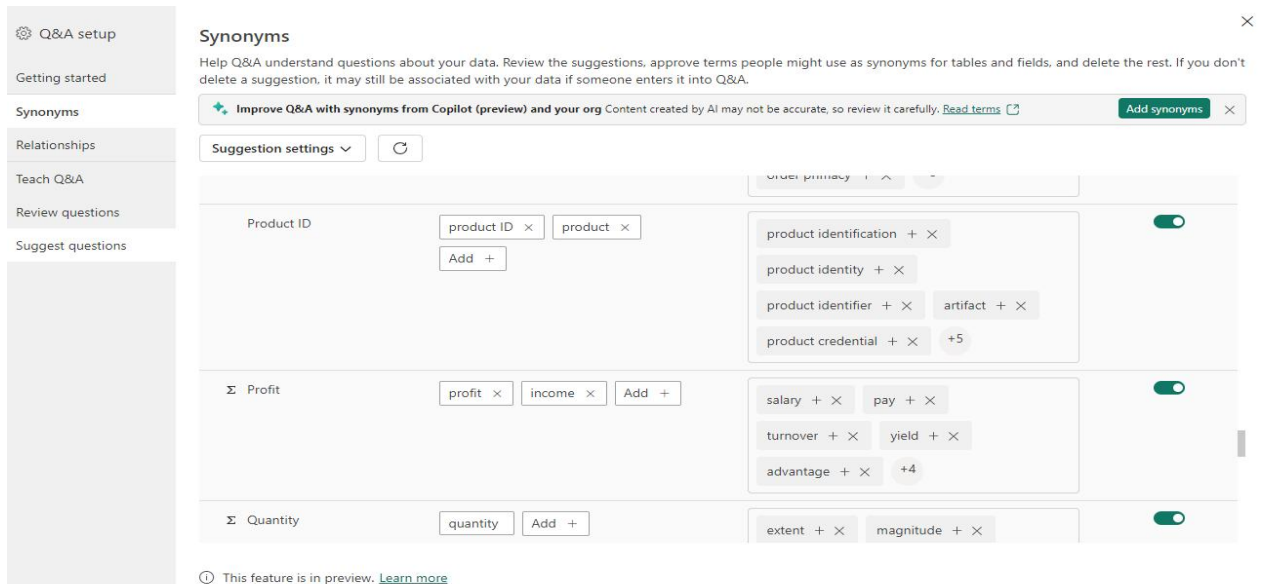 Q&A setup
Getting started
Synonyms
Relationships
Teach Q&A
Review questions
Suggest questions
Synonyms
Help Q&A understand questions about your data. Review the suggestions, approve terms people might use as synonyms for tables and fields, and delete the rest. If you don't
delete a suggestion, it may still be associated with your data if someone enters it into Q&A.
Improve Q&A with synonyms from Copilot (preview) and your org Content created by AI may not be accurate, so review it carefully. Read terms
Add synonyms
Suggestion settings
order primacy + ×
Product ID
product ID × product ×
Add +
product identification + ×
product identity + ×
product identifier + × artifact + ×
product credential + × +5
Σ Profit
profit × income × Add +
salary + × pay + ×
turnover + × yield + ×
advantage + × +4
Σ Quantity
quantity Add +
extent + × magnitude + ×
This feature is in preview. Learn more